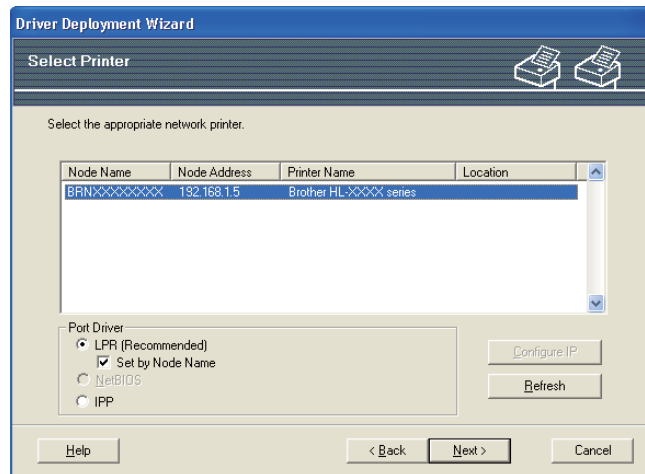 Driver Deployment Wizard
Select Printer
Select the appropriate network printer.
Node Name Node Address Printer Name Location
BRNXXXXXXXX 192.168.1.5 Brother HL-XXXX series
Port Driver
LPR (Recommended)
Set by Node Name
NetBIOS
IPP
Configure IP
Refresh
Help
< Back
Next >
Cancel